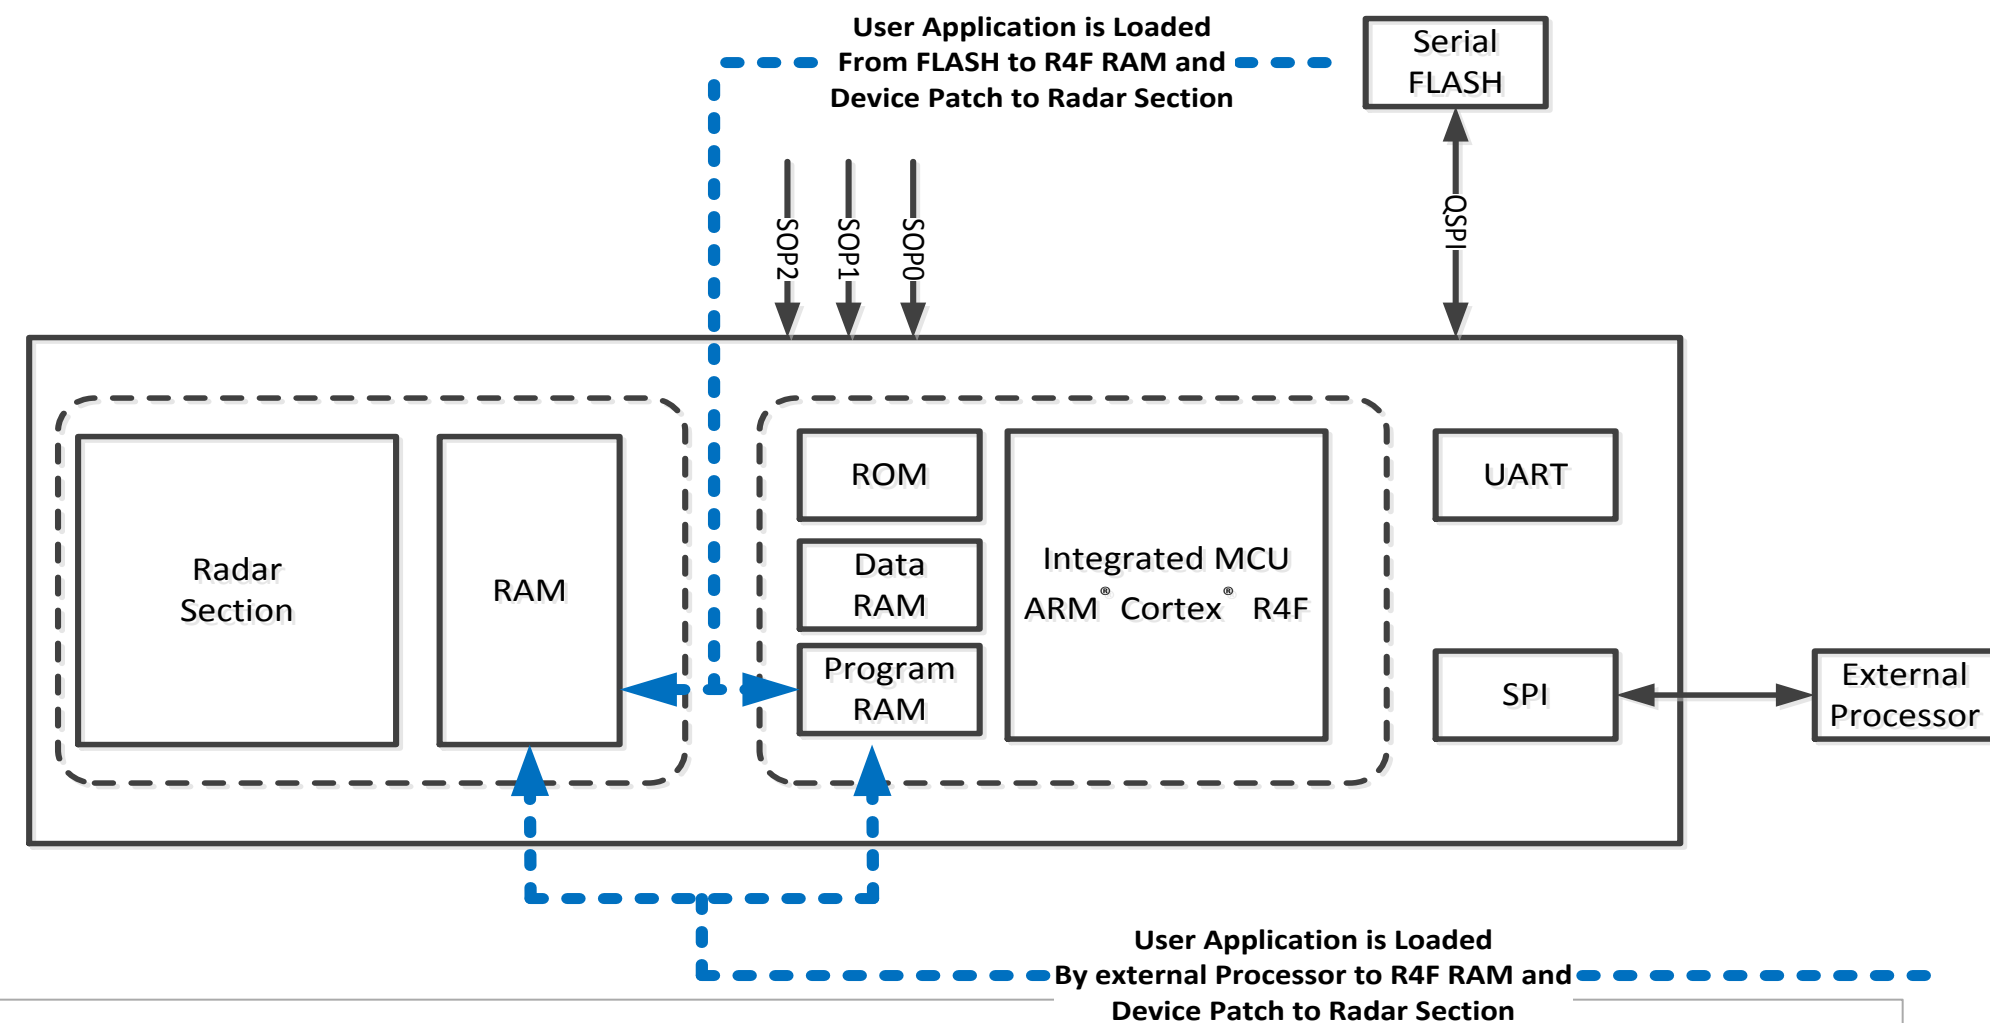 User Application is Loaded
From FLASH to R4F RAM and
Device Patch to Radar Section
Serial
FLASH
SOP2
SOP1
SOP0
QSPI
Radar
Section
RAM
ROM
Data
RAM
Program
RAM
Integrated MCU
ARM® Cortex® R4F
UART
SPI
External
Processor
User Application is Loaded
By external Processor to R4F RAM and
Device Patch to Radar Section